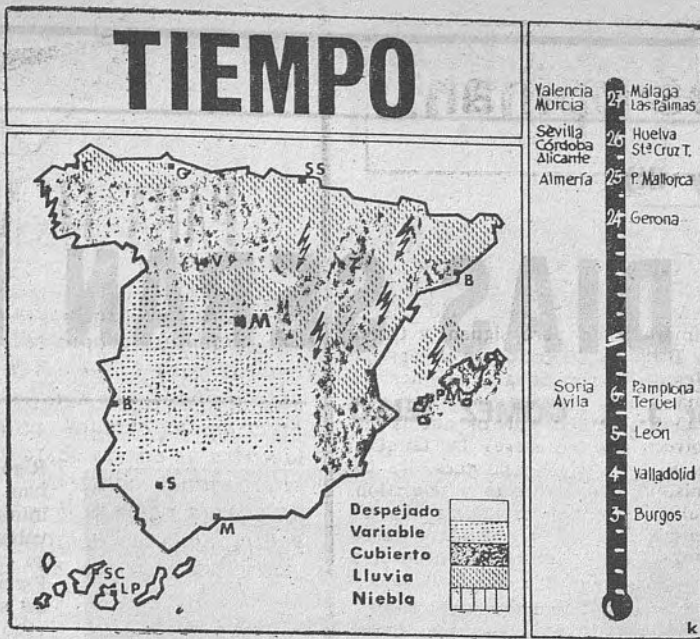 TIEMPO
C
G
SS
V
Z
B
M
PM
B
S
M
SC
LP
Despejado
Variable
Cubierto
Lluvia
Niebla
Valencia 27 Málaga
Murcia Las Palmas
Sevilla 26 Huelva
Córdoba Stª Cruz T.
Alicante
Almería 25 P. Mallorca
24 Gerona
Soria 6 Pamplona
Avila Teruel
5 León
4 Valladolid
3 Burgos
K